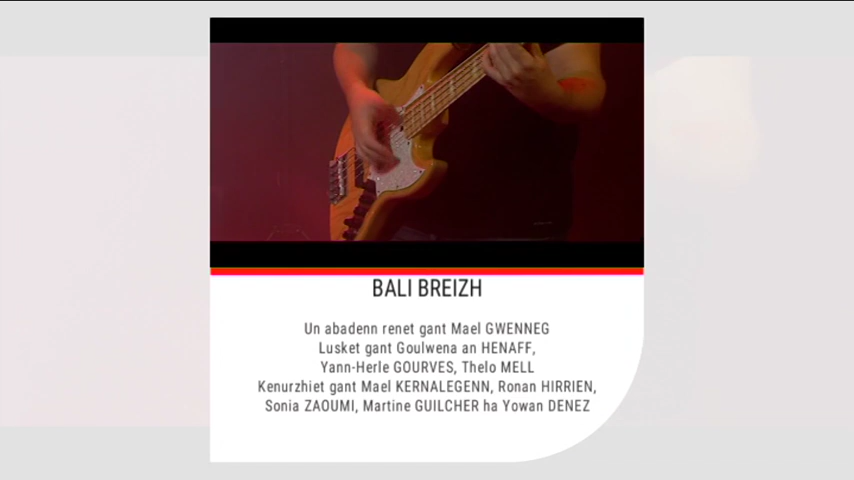 BALI BREIZH
Un abadenn renet gant Mael GWENNEG
Lusket gant Goulwena an HENAFF,
Yann-Herle GOURVES, Thelo MELL
Kenurzhiet gant Mael KERNALEGENN, Ronan HIRRIEN,
Sonia ZAOUMI, Martine GUILCHER ha Yowan DENEZ